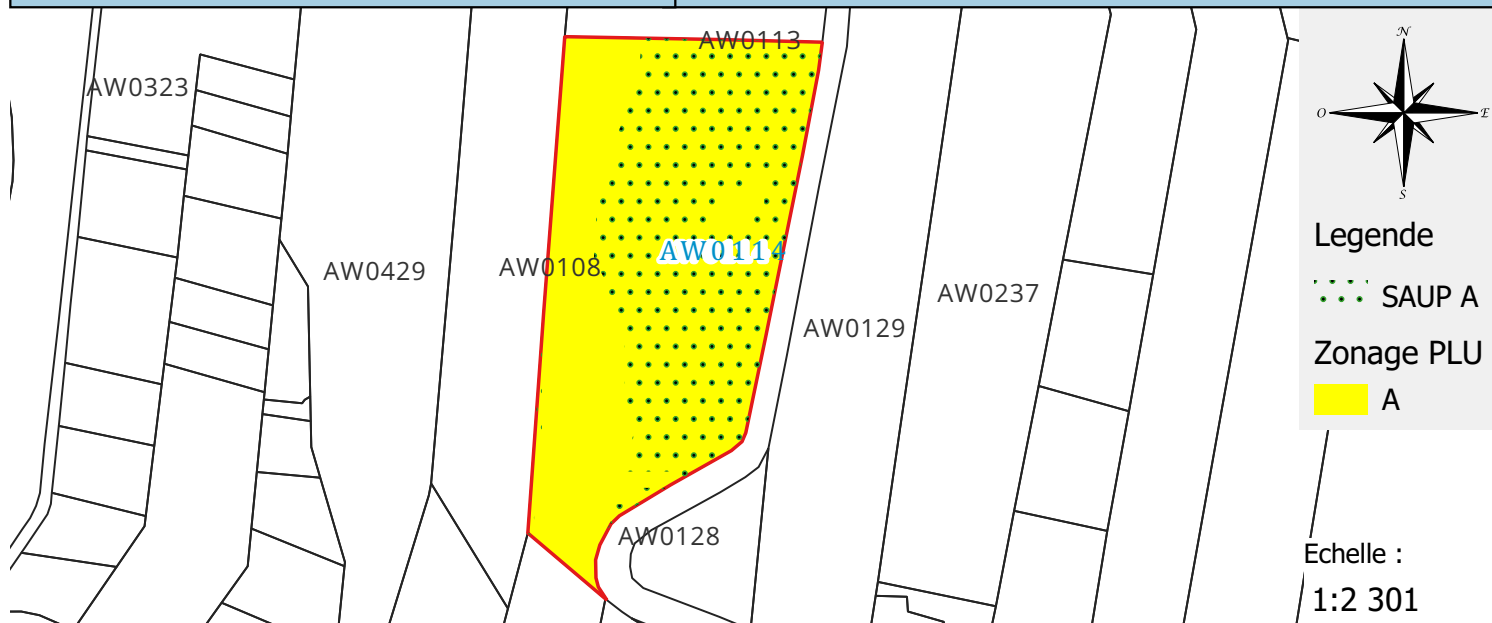 AW0113
AW0323
AW0114
AW0108
AW0429
AW0237
AW0129
AW0128
N
O
E
S
Legende
SAUP A
Zonage PLU
A
Echelle :
1:2 301